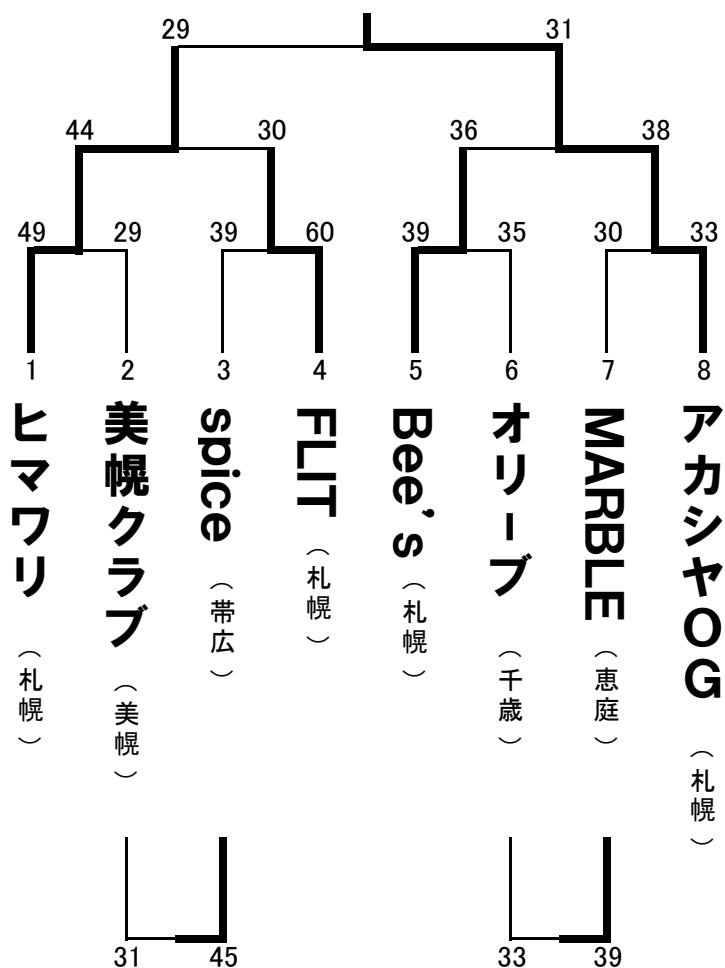 29 31
44 30 36 38
49 29 39 60 39 35 30 33
1 2 3 4 5 6 7 8
ヒマワリ（札幌）
美幌クラブ（美幌）
spice（帯広）
FLIT（札幌）
Bee's（札幌）
オリーブ（千歳）
MARBLE（恵庭）
アカシヤOG（札幌）
31 45 33 39